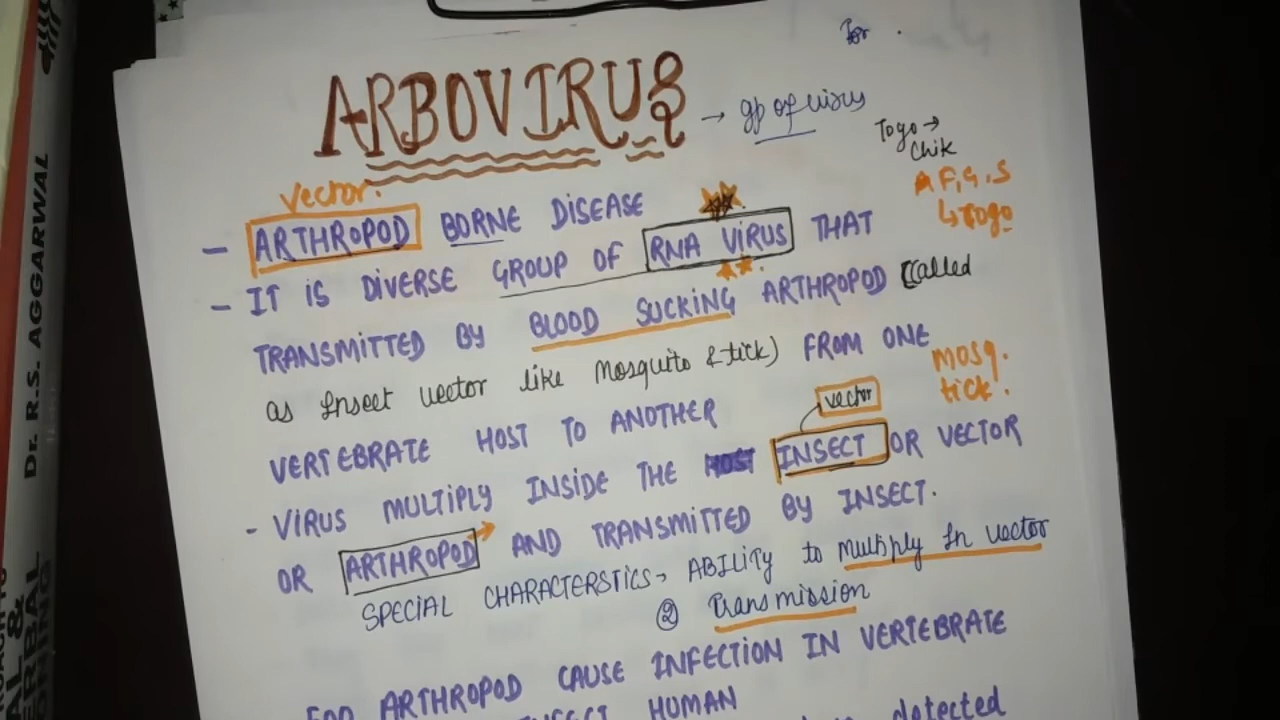 ARBOVIRUS → gp of virus
Togo →
Chik
A F, G, S
↳ Togo
vector.
- ARTHROPOD BORNE DISEASE
- IT IS DIVERSE GROUP OF RNA VIRUS THAT
TRANSMITTED BY BLOOD SUCKING ARTHROPOD (called
as Insect vector like Mosquito & tick) FROM ONE
mosq.
tick.
VERTEBRATE HOST TO ANOTHER
vector
- VIRUS MULTIPLY INSIDE THE INSECT OR VECTOR
OR ARTHROPOD AND TRANSMITTED BY INSECT.
SPECIAL CHARACTERSTICS → ABILITY to multiply In vector
② Transmission
ARTHROPOD CAUSE INFECTION IN VERTEBRATE
HUMAN
detected
Dr. R.S. AGGARWAL